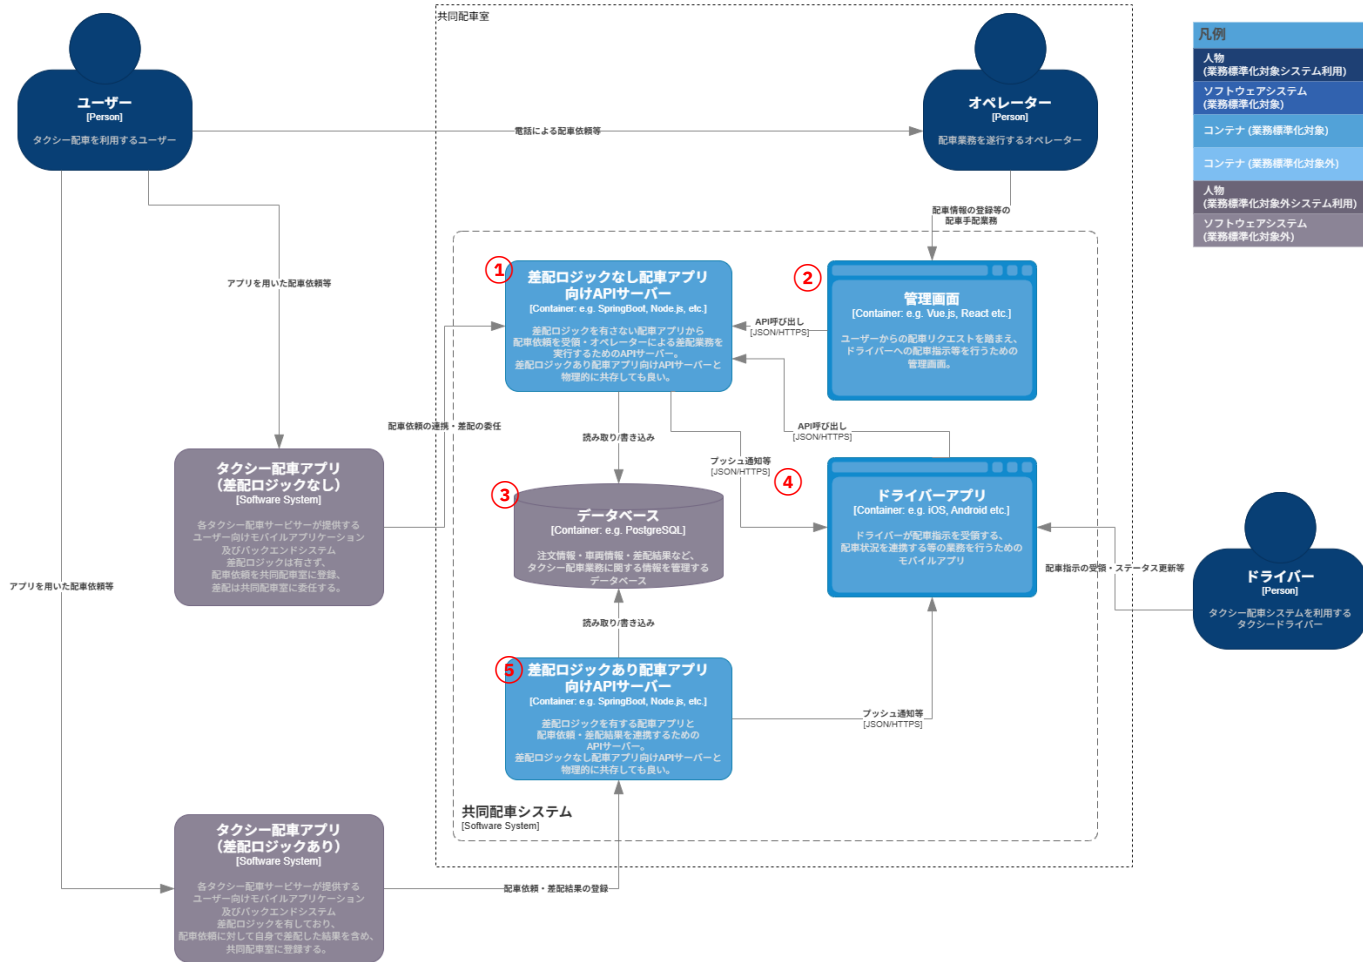 共同配車室
ユーザー
[Person]
タクシー配車を利用するユーザー
電話による配車依頼等
オペレーター
[Person]
配車業務を遂行するオペレーター
凡例
人物
(業務標準化対象システム利用)
ソフトウェアシステム
(業務標準化対象)
コンテナ (業務標準化対象)
コンテナ (業務標準化対象外)
人物
(業務標準化対象外システム利用)
ソフトウェアシステム
(業務標準化対象外)
配車情報の登録等の
配車手配業務
アプリを用いた配車依頼等
①
差配ロジックなし配車アプリ
向けAPIサーバー
[Container: e.g. SpringBoot, Node.js, etc.]
差配ロジックを有さない配車アプリから
配車依頼を受領・オペレーターによる差配業務を
実行するためのAPIサーバー。
差配ロジックあり配車アプリ向けAPIサーバーと
物理的に共存しても良い。
API呼び出し
[JSON/HTTPS]
②
管理画面
[Container: e.g. Vue.js, React etc.]
ユーザーからの配車リクエストを踏まえ、
ドライバーへの配車指示等を行うための
管理画面。
配車依頼の連携・差配の委任
読み取り/書き込み
API呼び出し
[JSON/HTTPS]
プッシュ通知等
[JSON/HTTPS]
タクシー配車アプリ
（差配ロジックなし）
[Software System]
各タクシー配車サービサーが提供する
ユーザー向けモバイルアプリケーション
及びバックエンドシステム
差配ロジックは有さず、
配車依頼を共同配車室に登録、
差配は共同配車室に委任する。
③
データベース
[Container: e.g. PostgreSQL]
注文情報・車両情報・差配結果など、
タクシー配車業務に関する情報を管理する
データベース
④
ドライバーアプリ
[Container: e.g. iOS, Android etc.]
ドライバーが配車指示を受領する、
配車状況を連携する等の業務を行うための
モバイルアプリ
配車指示の受領・ステータス更新等
ドライバー
[Person]
タクシー配車システムを利用する
タクシードライバー
アプリを用いた配車依頼等
読み取り/書き込み
⑤
差配ロジックあり配車アプリ
向けAPIサーバー
[Container: e.g. SpringBoot, Node.js, etc.]
差配ロジックを有する配車アプリと
配車依頼・差配結果を連携するための
APIサーバー。
差配ロジックなし配車アプリ向けAPIサーバーと
物理的に共存しても良い。
プッシュ通知等
[JSON/HTTPS]
共同配車システム
[Software System]
タクシー配車アプリ
（差配ロジックあり）
[Software System]
各タクシー配車サービサーが提供する
ユーザー向けモバイルアプリケーション
及びバックエンドシステム
差配ロジックを有しており、
配車依頼に対して自身で差配した結果を含め、
共同配車室に登録する。
配車依頼・差配結果の登録